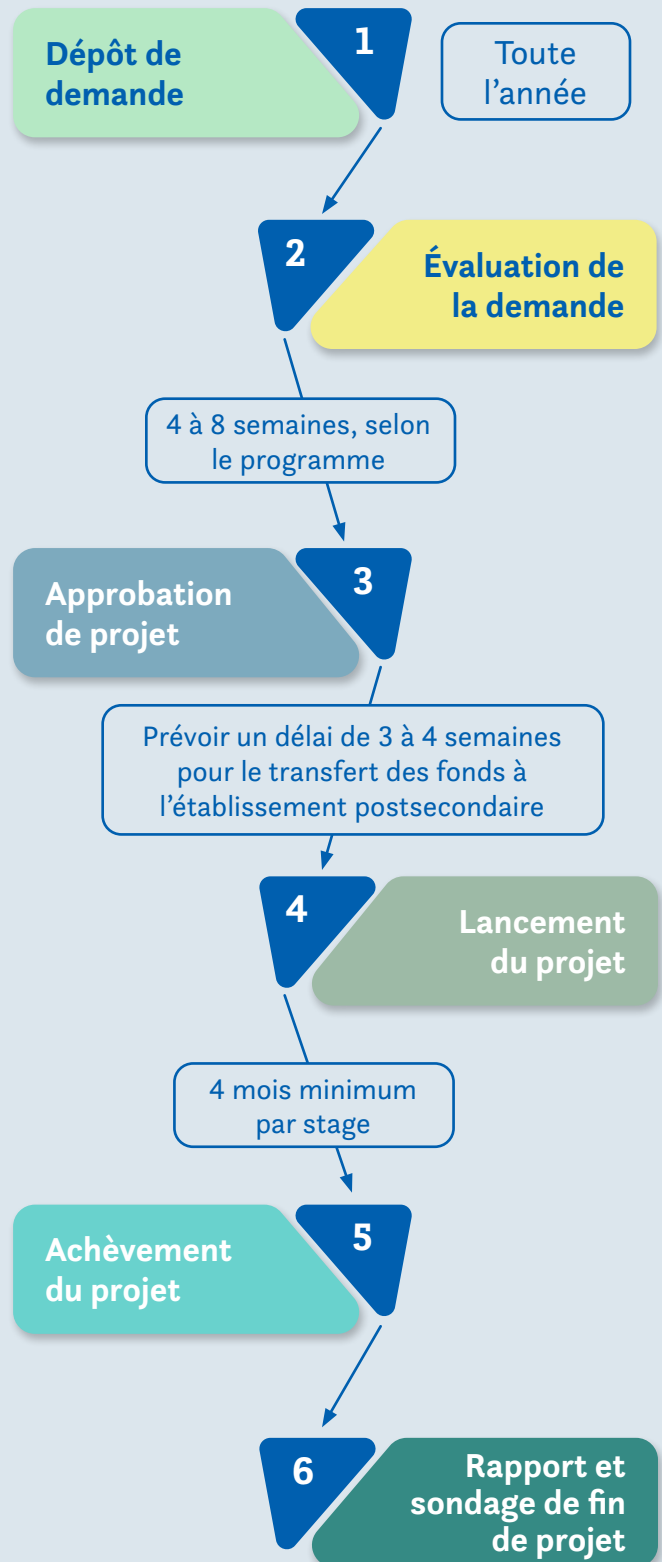 Dépôt de
demande
1
Toute
l'année
2
Évaluation de
la demande
4 à 8 semaines, selon
le programme
Approbation
de projet
3
Prévoir un délai de 3 à 4 semaines
pour le transfert des fonds à
l'établissement postsecondaire
4
Lancement
du projet
4 mois minimum
par stage
Achèvement
du projet
5
6
Rapport et
sondage de fin
de projet